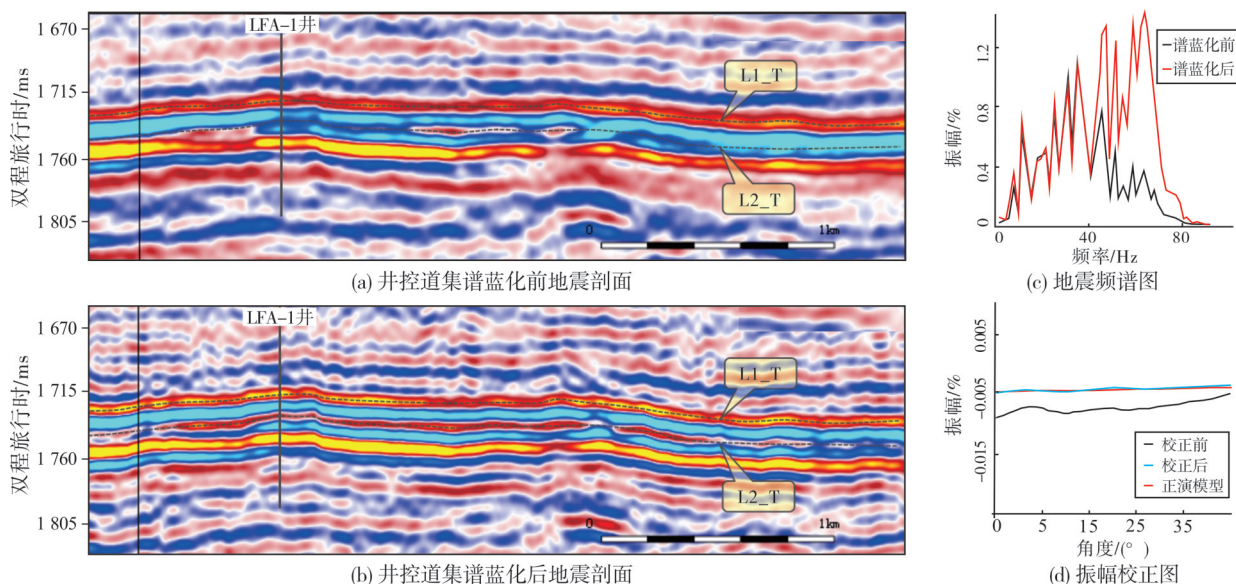 LFA-1井
1 670
1 715
1 760
1 805
双程旅行时/ms
L1_T
L2_T
0
1km
(a) 井控道集谱蓝化前地震剖面
1.2
0.8
0.4
0
振幅/%
谱蓝化前
谱蓝化后
0
40
80
频率/Hz
(c) 地震频谱图
LFA-1井
1 670
1 715
1 760
1 805
双程旅行时/ms
L1_T
L2_T
0
1km
(b) 井控道集谱蓝化后地震剖面
0.005
-0.005
-0.015
振幅/%
校正前
校正后
正演模型
0
5
15
25
35
角度/(°)
(d) 振幅校正图